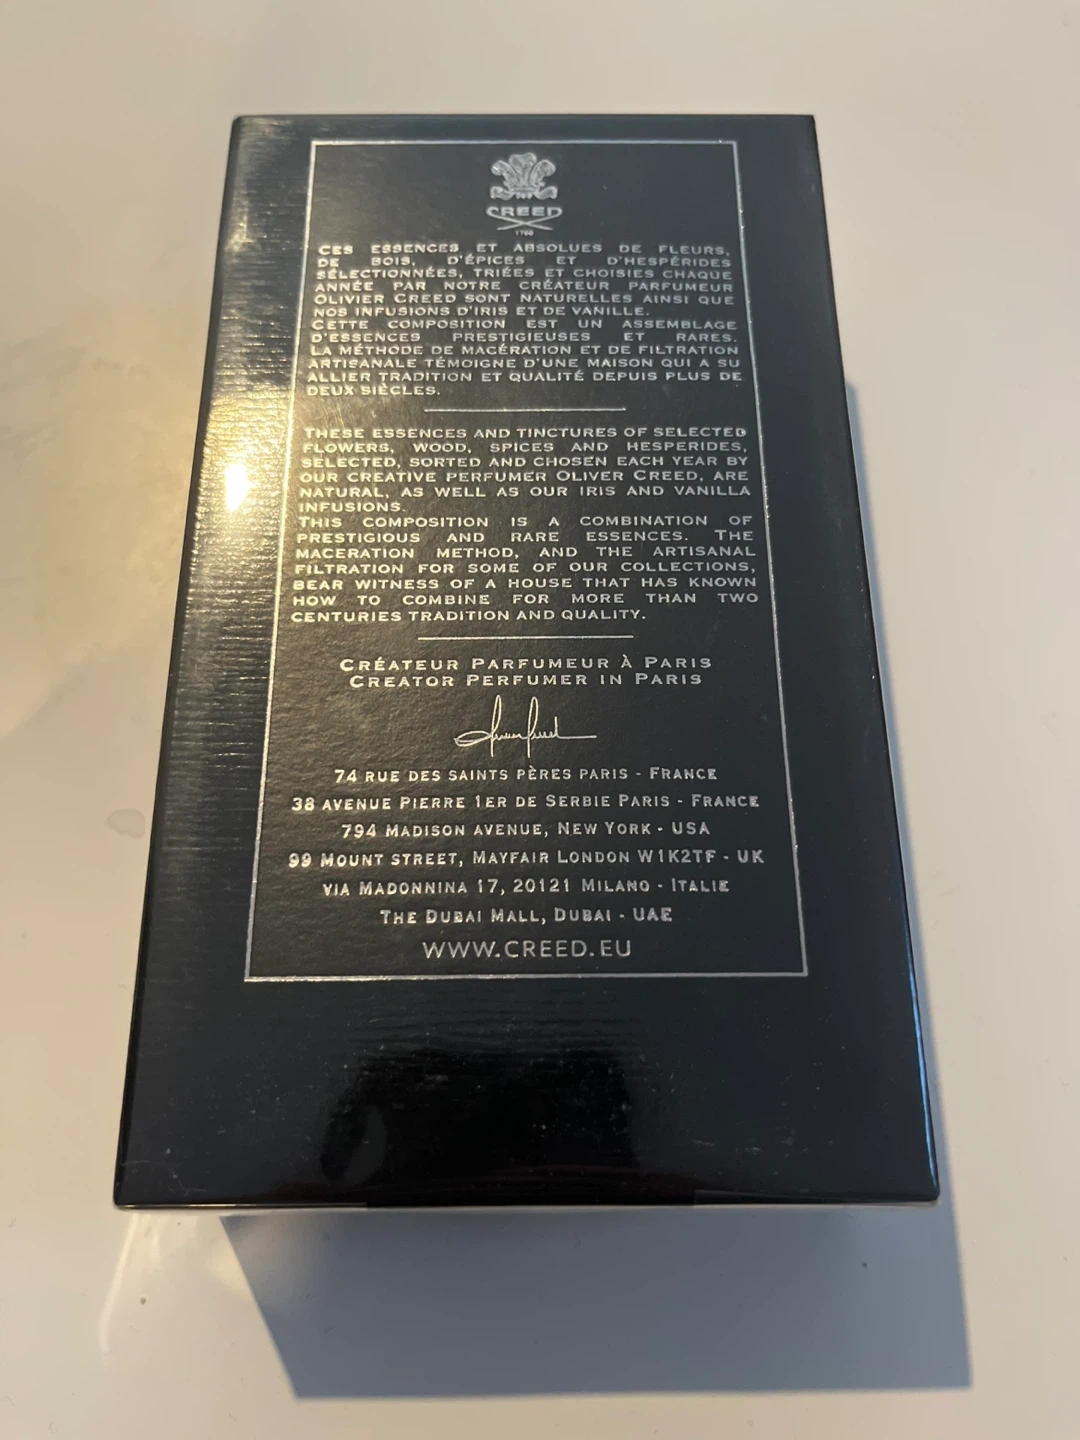 CREED
1760
CES ESSENCES ET ABSOLUES DE FLEURS,
DE BOIS, D'ÉPICES ET D'HESPÉRIDES
SÉLECTIONNÉES, TRIÉES ET CHOISIES CHAQUE
ANNÉE PAR NOTRE CRÉATEUR PARFUMEUR
OLIVIER CREED SONT NATURELLES AINSI QUE
NOS INFUSIONS D'IRIS ET DE VANILLE.
CETTE COMPOSITION EST UN ASSEMBLAGE
D'ESSENCES PRESTIGIEUSES ET RARES.
LA MÉTHODE DE MACÉRATION ET DE FILTRATION
ARTISANALE TÉMOIGNE D'UNE MAISON QUI A SU
ALLIER TRADITION ET QUALITÉ DEPUIS PLUS DE
DEUX SIÈCLES.
THESE ESSENCES AND TINCTURES OF SELECTED
FLOWERS, WOOD, SPICES AND HESPERIDES,
SELECTED, SORTED AND CHOSEN EACH YEAR BY
OUR CREATIVE PERFUMER OLIVER CREED, ARE
NATURAL, AS WELL AS OUR IRIS AND VANILLA
INFUSIONS.
THIS COMPOSITION IS A COMBINATION OF
PRESTIGIOUS AND RARE ESSENCES. THE
MACERATION METHOD, AND THE ARTISANAL
FILTRATION FOR SOME OF OUR COLLECTIONS,
BEAR WITNESS OF A HOUSE THAT HAS KNOWN
HOW TO COMBINE FOR MORE THAN TWO
CENTURIES TRADITION AND QUALITY.
CRÉATEUR PARFUMEUR À PARIS
CREATOR PERFUMER IN PARIS
74 RUE DES SAINTS PÈRES PARIS - FRANCE
38 AVENUE PIERRE 1ER DE SERBIE PARIS - FRANCE
794 MADISON AVENUE, NEW YORK - USA
99 MOUNT STREET, MAYFAIR LONDON W1K2TF - UK
VIA MADONNINA 17, 20121 MILANO - ITALIE
THE DUBAI MALL, DUBAI - UAE
WWW.CREED.EU